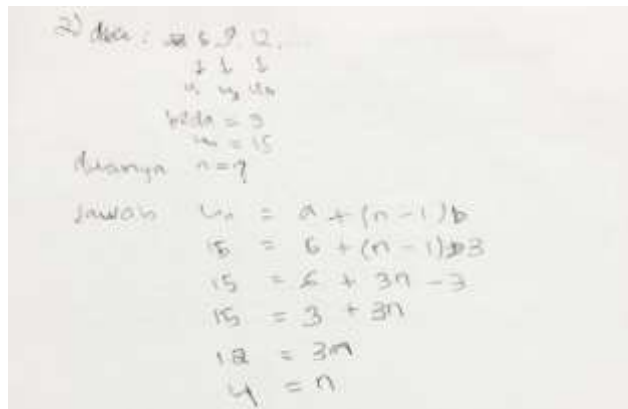 2) dik : 6, 9, 12, ...
↓ ↓ ↓
u₁ u₂ u₃
beda = 3
uₙ = 15
ditanya n = ?
Jawab Uₙ = a + (n - 1)b
15 = 6 + (n - 1)3
15 = 6 + 3n - 3
15 = 3 + 3n
12 = 3n
4 = n